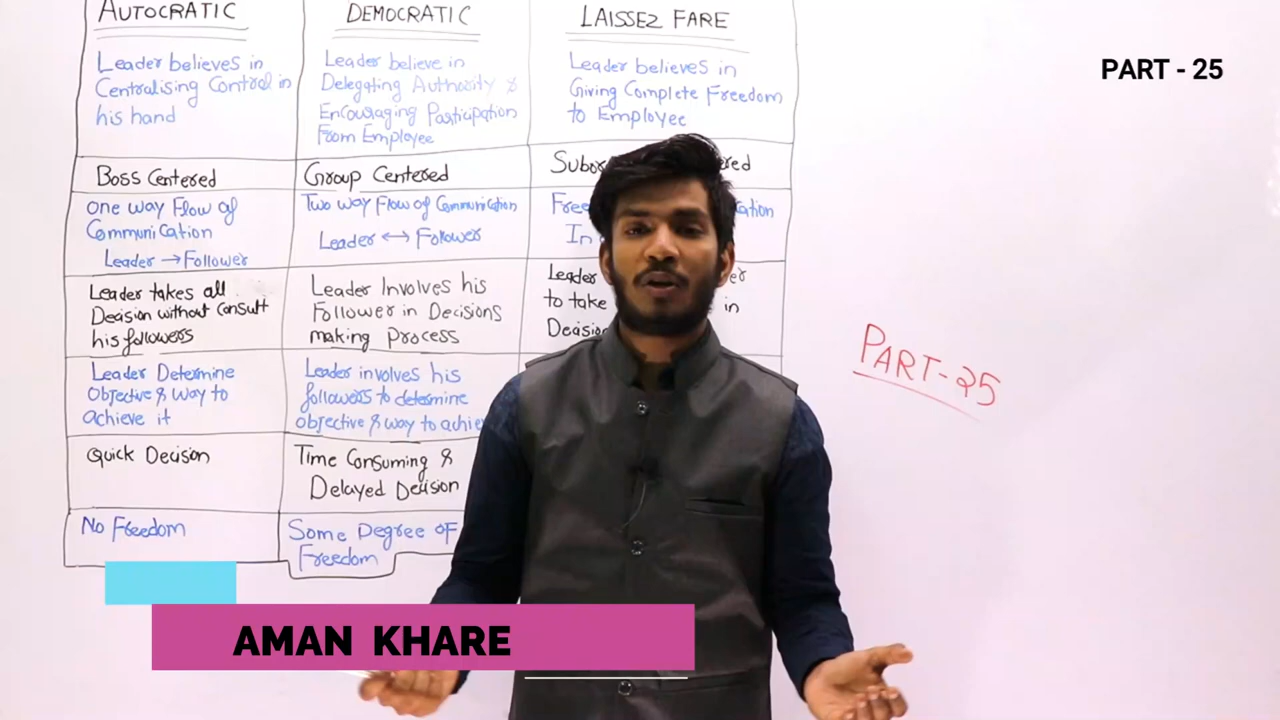 AUTOCRATIC
Leader believes in
Centralising Control in
his hand
Boss Centered
One way Flow of
Communication
Leader → Follower
Leader takes all
Decision without Consult
his followers
Leader Determine
Objective & Way to
achieve it
Quick Decision
No Freedom
DEMOCRATIC
Leader believe in
Delegating Authority &
Encouraging Participation
From Employee
Group Centered
Two way Flow of Communication
Leader ↔ Follower
Leader Involves his
Follower in Decisions
making Process
Leader involves his
followers to determine
objective & way to
Time Consuming &
Delayed Decision
Some Degree OF
Freedom
LAISSEZ FARE
Leader believes in
Giving Complete Freedom
to Employee
Free
In
Leader
to take in
PART-25
PART - 25
AMAN KHARE